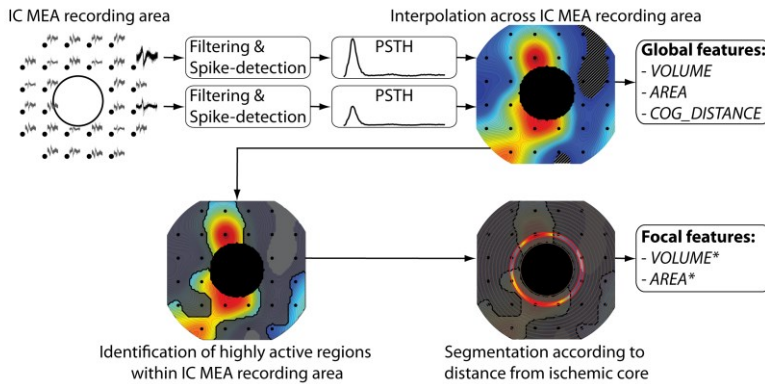 IC MEA recording area
Interpolation across IC MEA recording area
Filtering &
Spike-detection
PSTH
Filtering &
Spike-detection
PSTH
Global features:
- VOLUME
- AREA
- COG_DISTANCE
Focal features:
- VOLUME*
- AREA*
Identification of highly active regions
within IC MEA recording area
Segmentation according to
distance from ischemic core